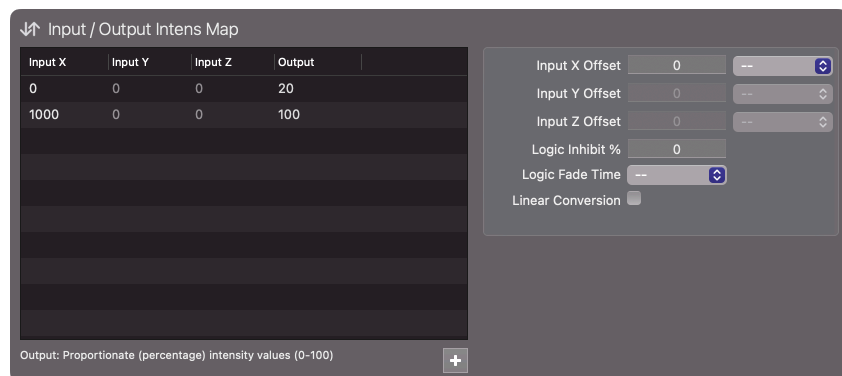 Input / Output Intens Map
Input X Input Y Input Z Output
0 0 0 20
1000 0 0 100
Output: Proportionate (percentage) intensity values (0-100)
+
Input X Offset 0 --
Input Y Offset 0 --
Input Z Offset 0 --
Logic Inhibit % 0
Logic Fade Time --
Linear Conversion